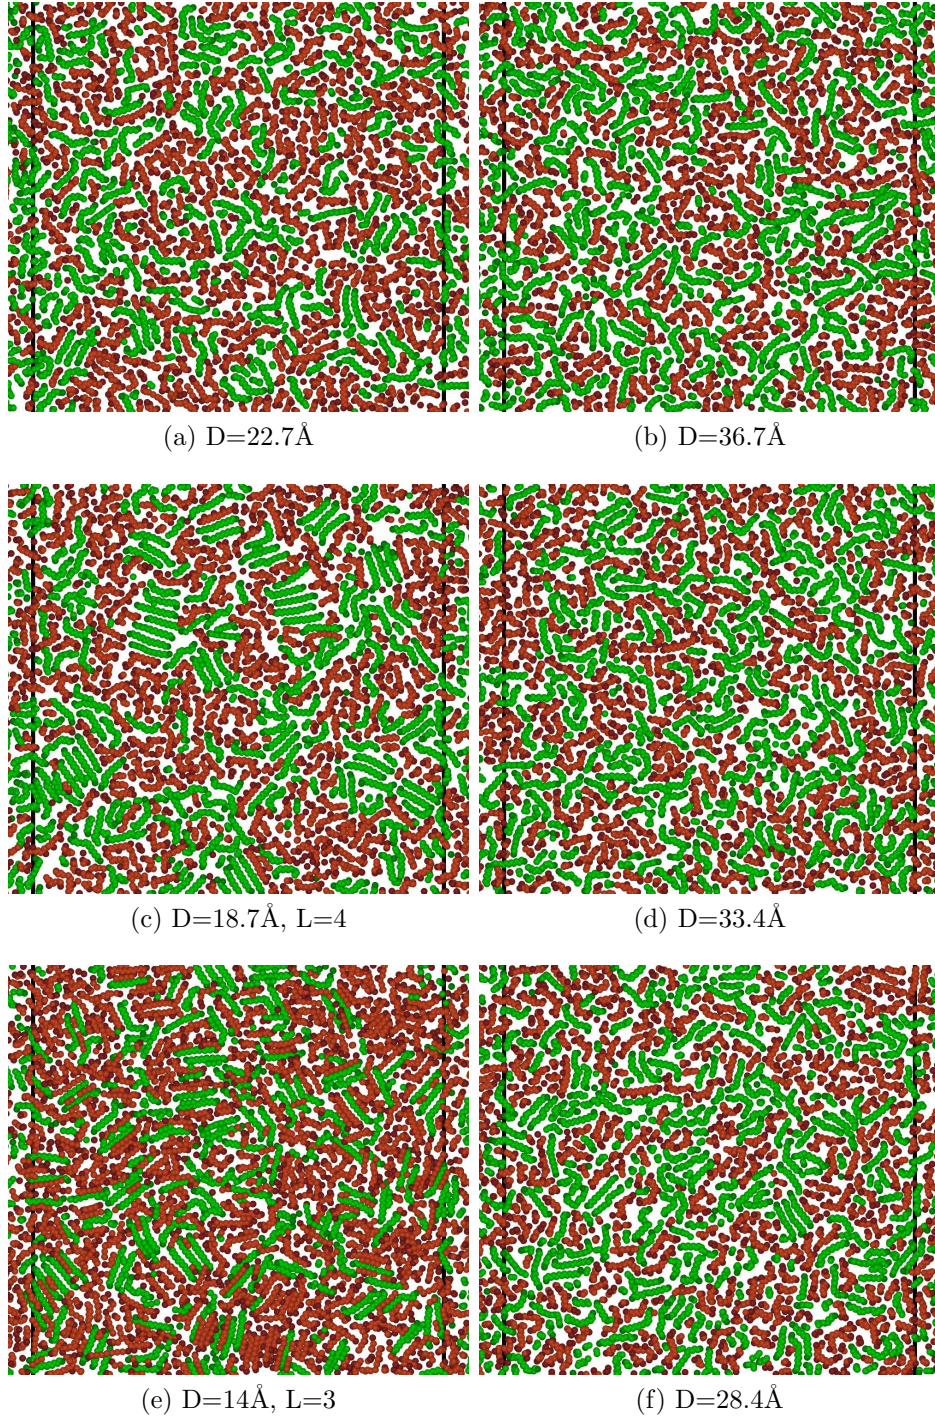 (a) D=22.7Å
(b) D=36.7Å
(c) D=18.7Å, L=4
(d) D=33.4Å
(e) D=14Å, L=3
(f) D=28.4Å